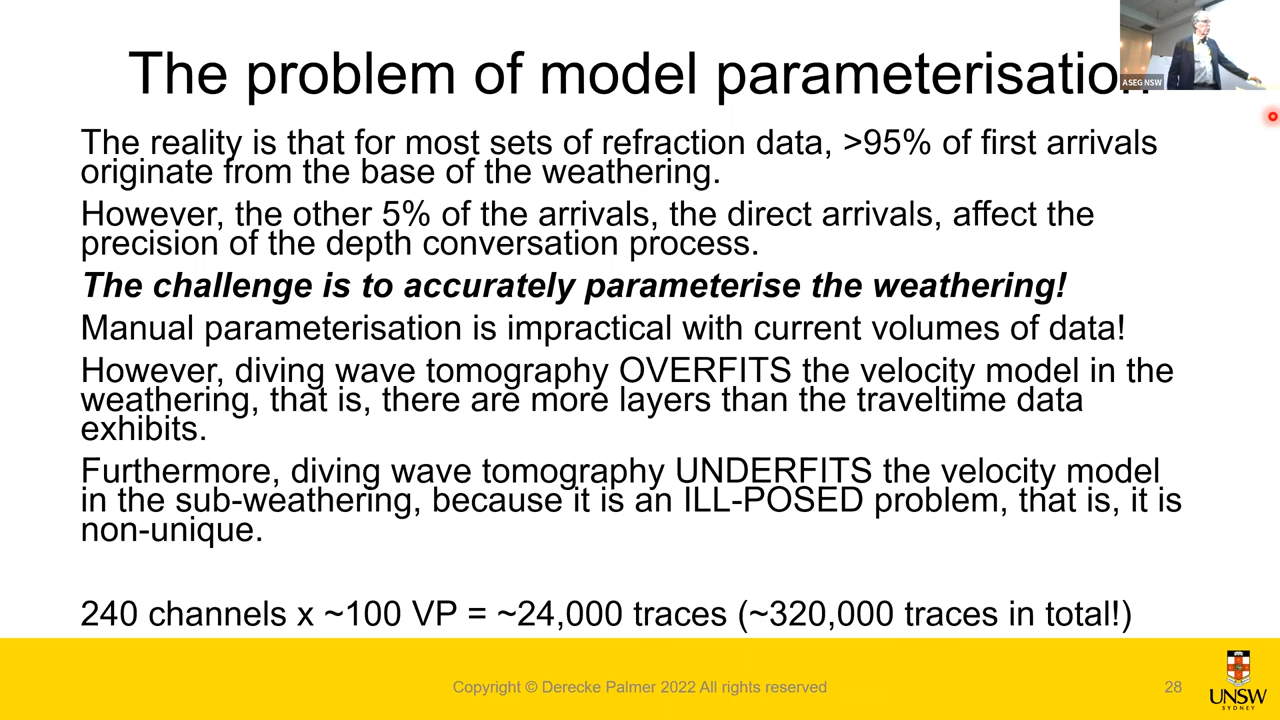 The problem of model parameterisation
ASEG NSW
The reality is that for most sets of refraction data, >95% of first arrivals
originate from the base of the weathering.
However, the other 5% of the arrivals, the direct arrivals, affect the
precision of the depth conversation process.
The challenge is to accurately parameterise the weathering!
Manual parameterisation is impractical with current volumes of data!
However, diving wave tomography OVERFITS the velocity model in the
weathering, that is, there are more layers than the traveltime data
exhibits.
Furthermore, diving wave tomography UNDERFITS the velocity model
in the sub-weathering, because it is an ILL-POSED problem, that is, it is
non-unique.
240 channels x ~100 VP = ~24,000 traces (~320,000 traces in total!)
Copyright © Derecke Palmer 2022 All rights reserved
28
UNSW
SYDNEY